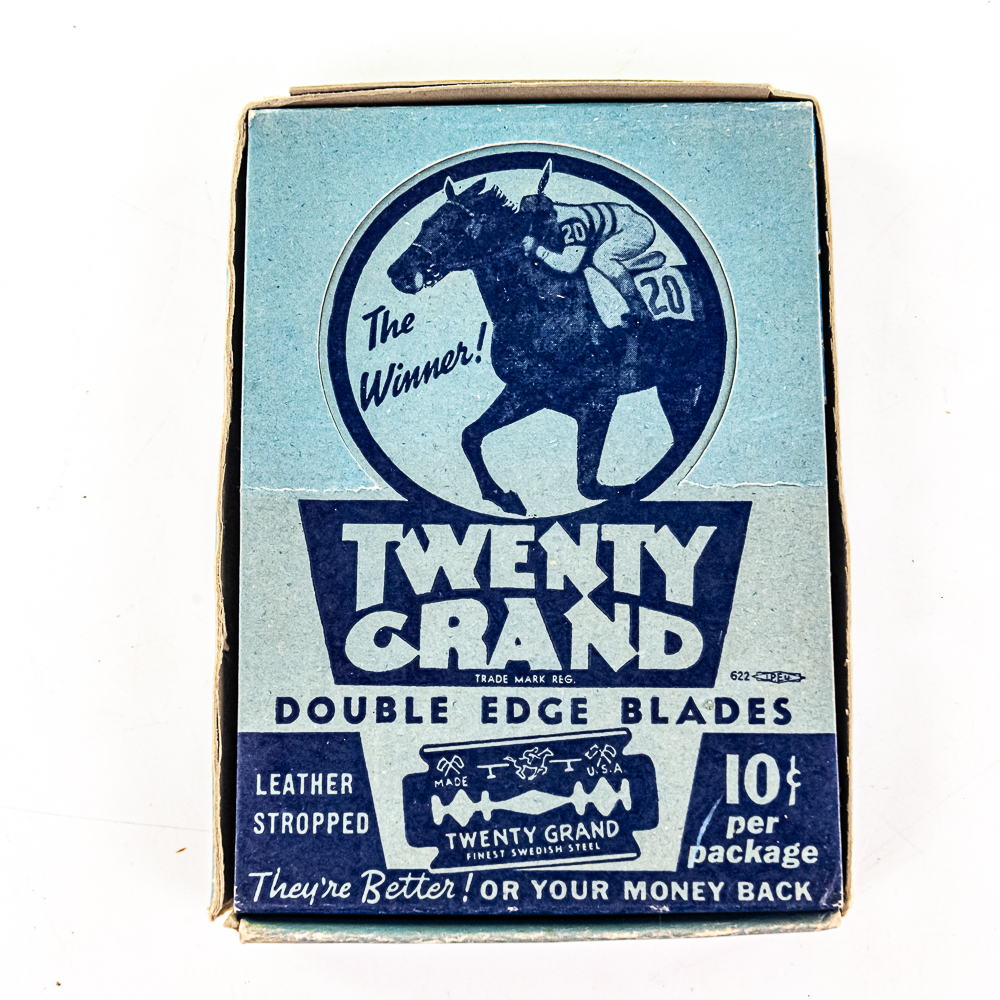 20
20
The
Winner!
TWENTY
GRAND
TRADE MARK REG.
622 I.P.E.U.
DOUBLE EDGE BLADES
LEATHER
STROPPED
MADE U.S.A
TWENTY GRAND
FINEST SWEDISH STEEL
10¢
per
package
They're Better! OR YOUR MONEY BACK